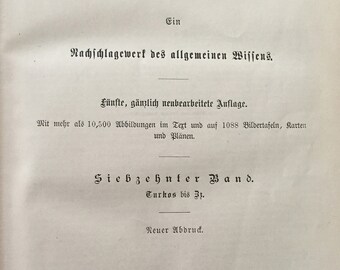 Ein
Nachschlagewerk des allgemeinen Wissens.
Fünfte, gänzlich neubearbeitete Auflage.
Mit mehr als 10,500 Abbildungen im Text und auf 1088 Bildertafeln, Karten
und Plänen.
Siebzehnter Band.
Turkos bis Zz.
Neuer Abdruck.